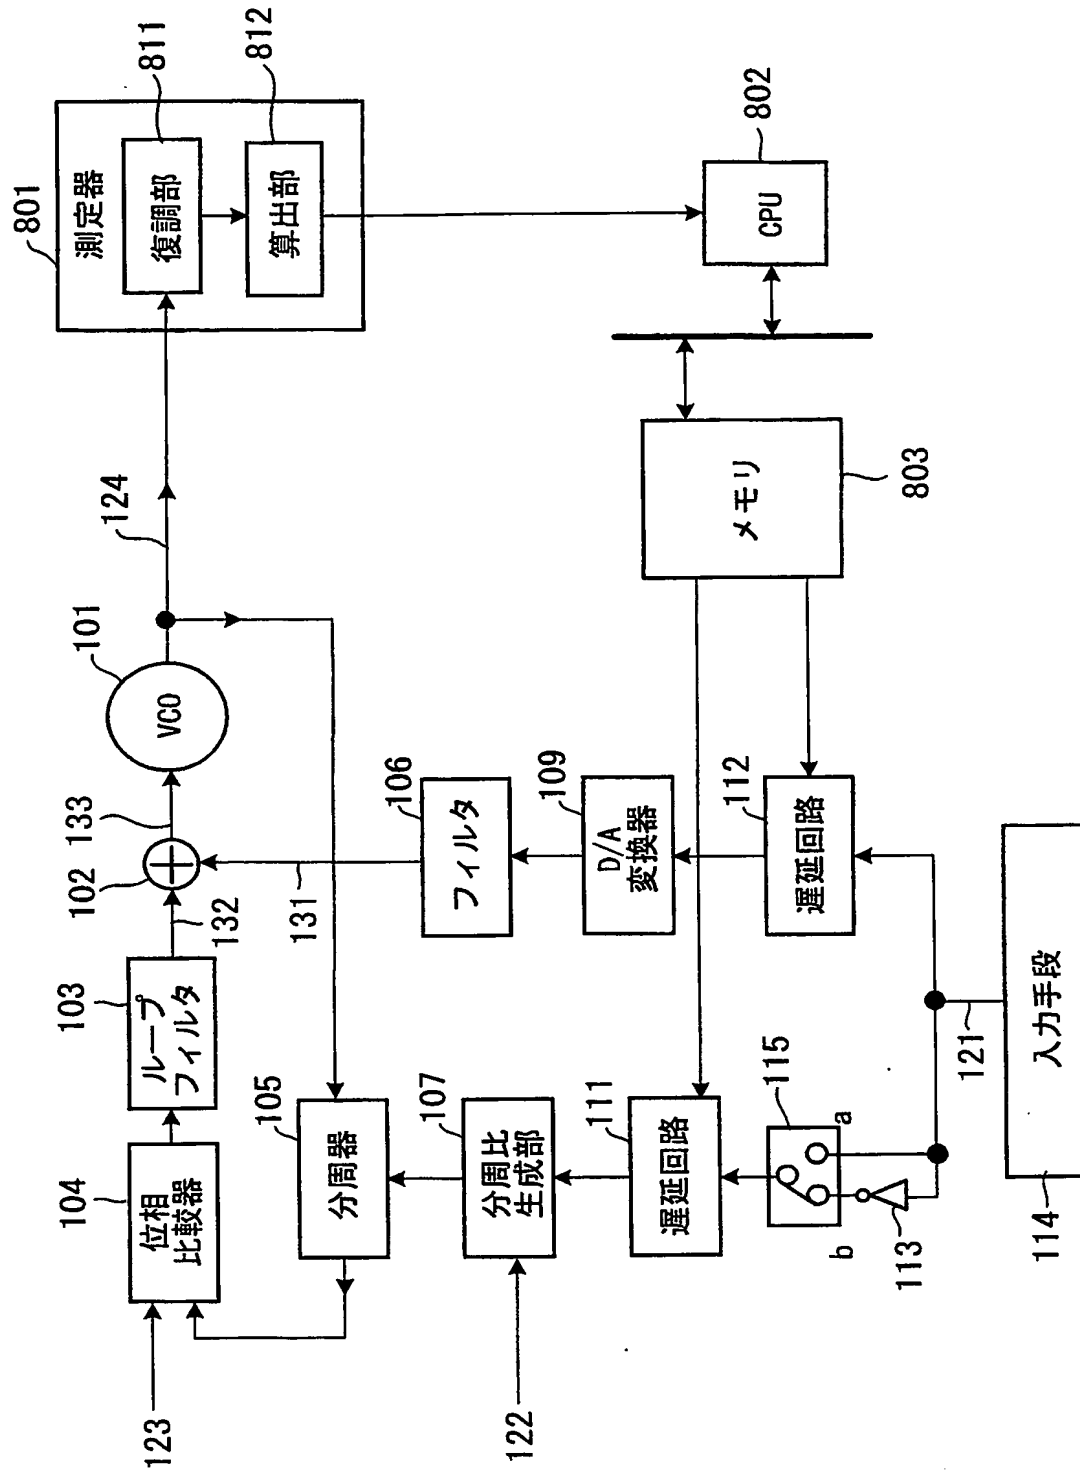 123
104
位相
比較器
103
ループ
フィルタ
132
102
133
101
VCO
124
801
測定器
811
復調部
812
算出部
131
105
分周器
122
107
分周比
生成部
106
フィルタ
109
D/A
変換器
111
遅延回路
112
遅延回路
メモリ
803
CPU
802
115
a
b
113
121
入力手段
114